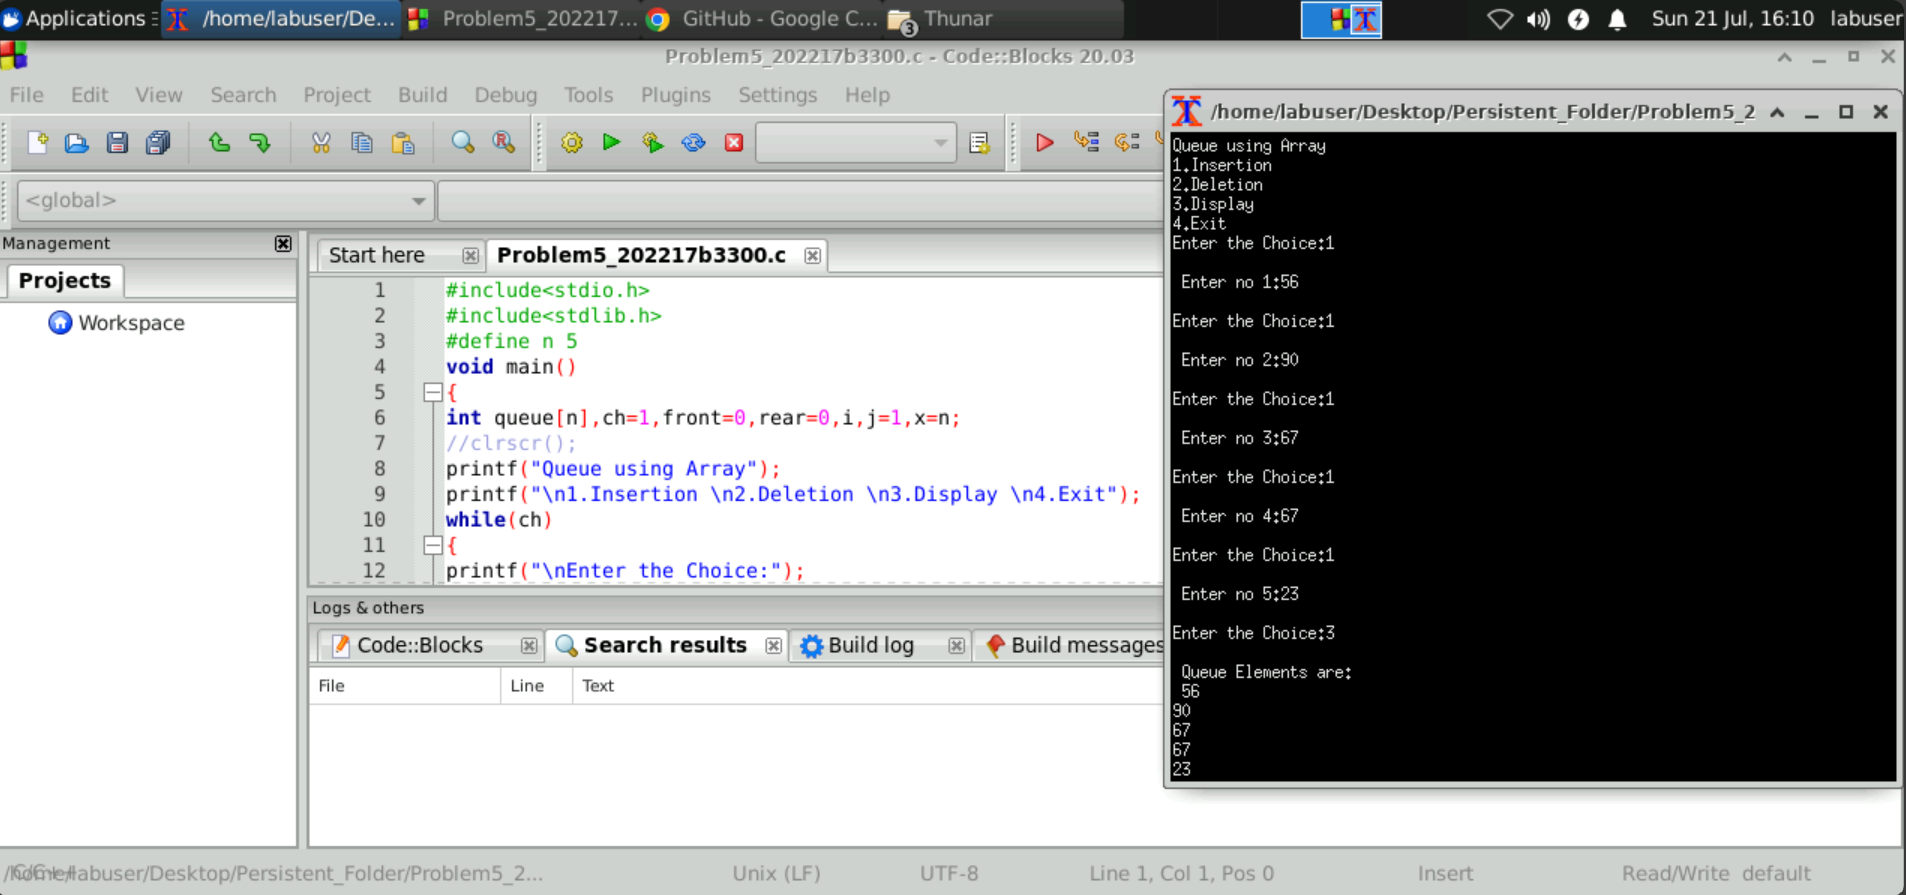 Applications
/home/labuser/De...
Problem5_202217...
GitHub - Google C...
3
Thunar
Sun 21 Jul, 16:10
labuser
Problem5_202217b3300.c - Code::Blocks 20.03
File Edit View Search Project Build Debug Tools Plugins Settings Help
<global>
Management
Projects
Workspace
Start here
Problem5_202217b3300.c
1 #include<stdio.h>
2 #include<stdlib.h>
3 #define n 5
4 void main()
5 {
6 int queue[n],ch=1,front=0,rear=0,i,j=1,x=n;
7 //clrscr();
8 printf("Queue using Array");
9 printf("\n1.Insertion \n2.Deletion \n3.Display \n4.Exit");
10 while(ch)
11 {
12 printf("\nEnter the Choice:");
Logs & others
Code::Blocks
Search results
Build log
Build messages
File Line Text
/home/labuser/Desktop/Persistent_Folder/Problem5_2
Queue using Array
1.Insertion
2.Deletion
3.Display
4.Exit
Enter the Choice:1
Enter no 1:56
Enter the Choice:1
Enter no 2:90
Enter the Choice:1
Enter no 3:67
Enter the Choice:1
Enter no 4:67
Enter the Choice:1
Enter no 5:23
Enter the Choice:3
Queue Elements are:
56
90
67
67
23
/home/labuser/Desktop/Persistent_Folder/Problem5_2...
C/C++
Unix (LF)
UTF-8
Line 1, Col 1, Pos 0
Insert
Read/Write
default